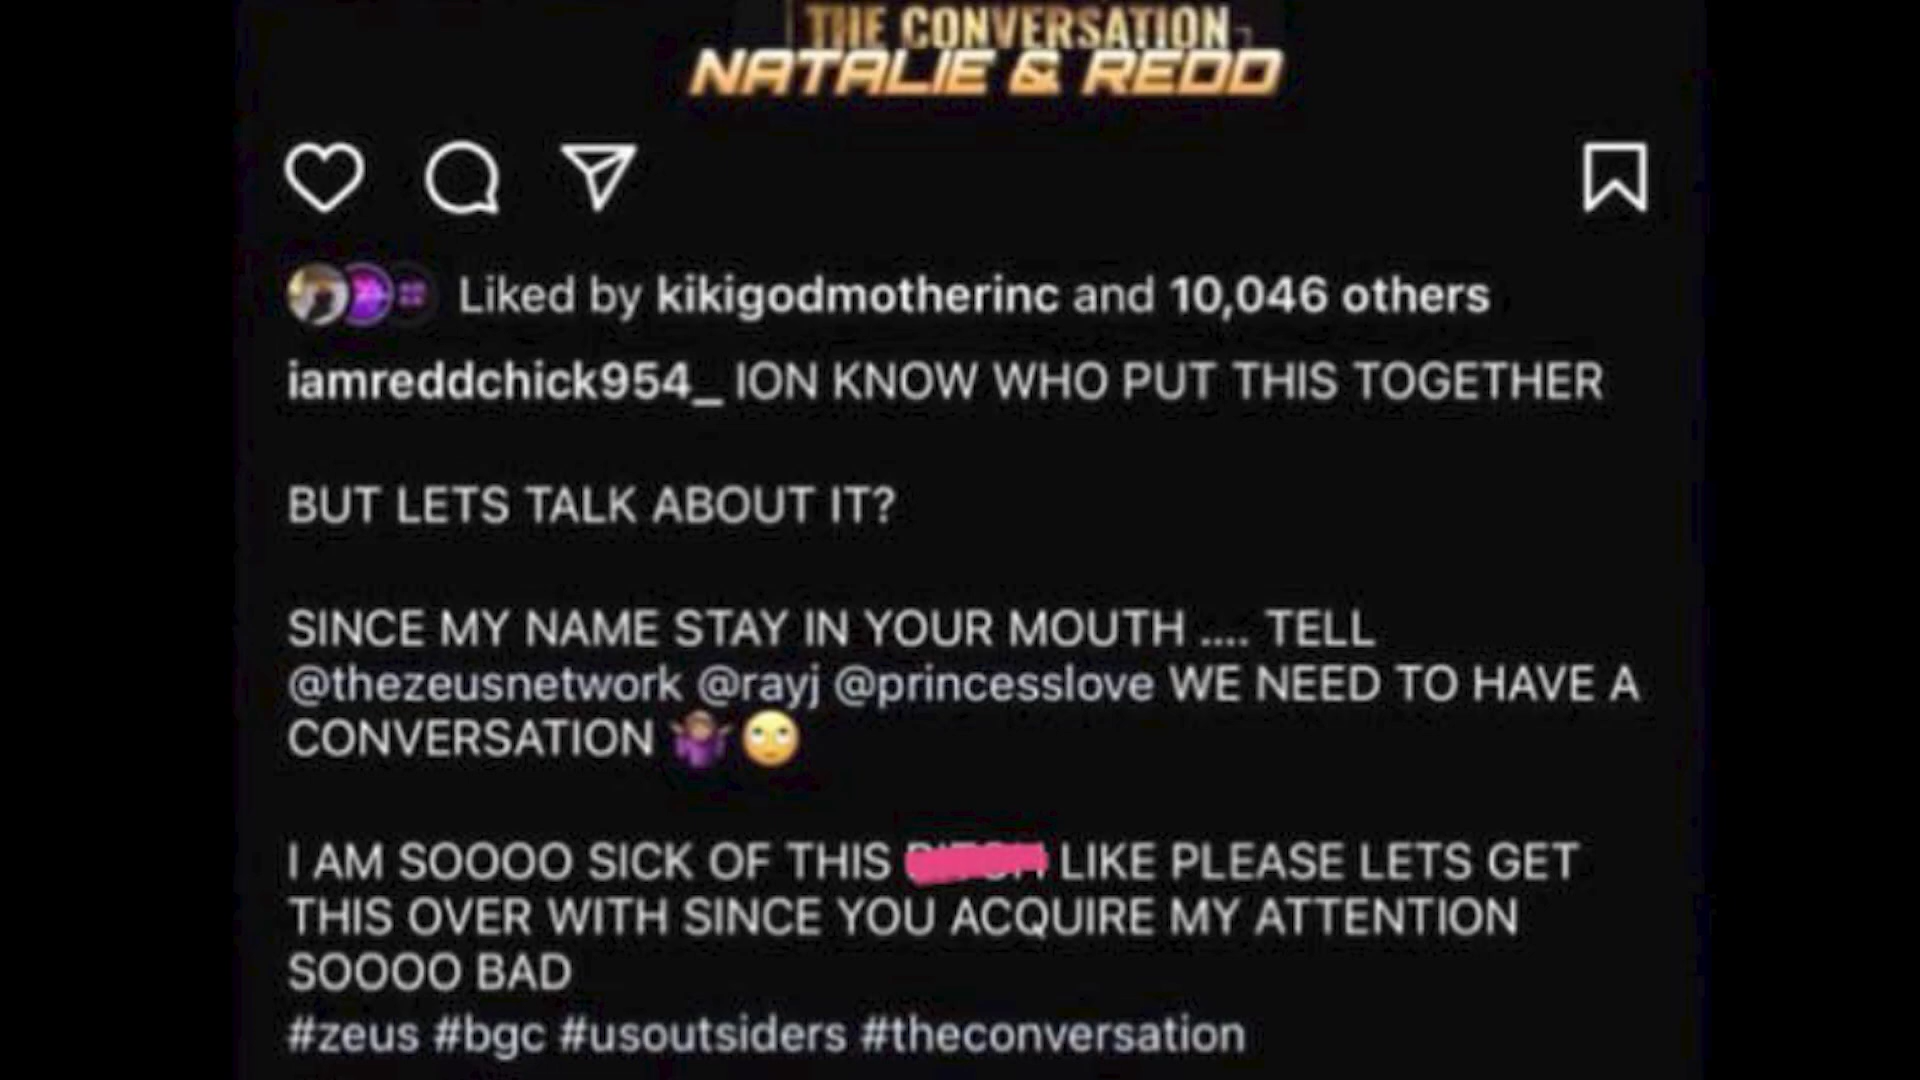 THE CONVERSATION
NATALIE & REDD
Liked by kikigodmotherinc and 10,046 others
iamreddchick954_ ION KNOW WHO PUT THIS TOGETHER
BUT LETS TALK ABOUT IT?
SINCE MY NAME STAY IN YOUR MOUTH .... TELL
@thezeusnetwork @rayj @princesslove WE NEED TO HAVE A
CONVERSATION 🤷🏽‍♀️🙄
I AM SOOOO SICK OF THIS LIKE PLEASE LETS GET
THIS OVER WITH SINCE YOU ACQUIRE MY ATTENTION
SOOOO BAD
#zeus #bgc #usoutsiders #theconversation